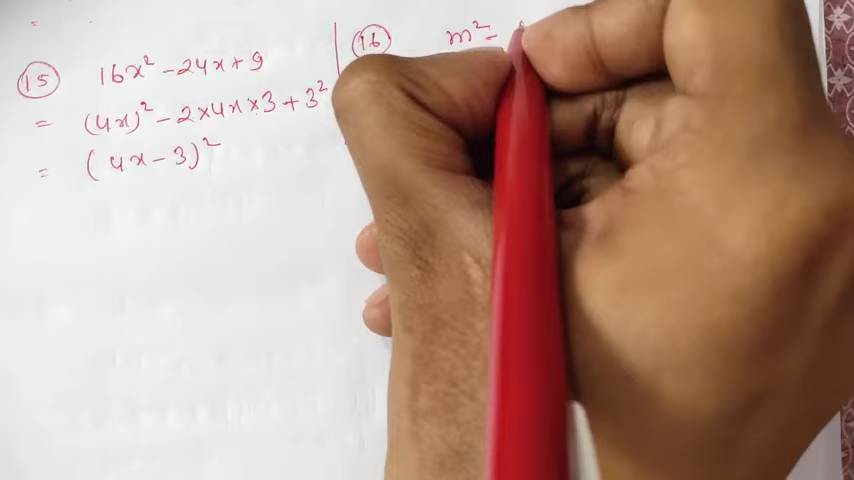 15 16x² - 24x + 9
= (4x)² - 2×4x×3 + 3²
= (4x - 3)²
16 m² -